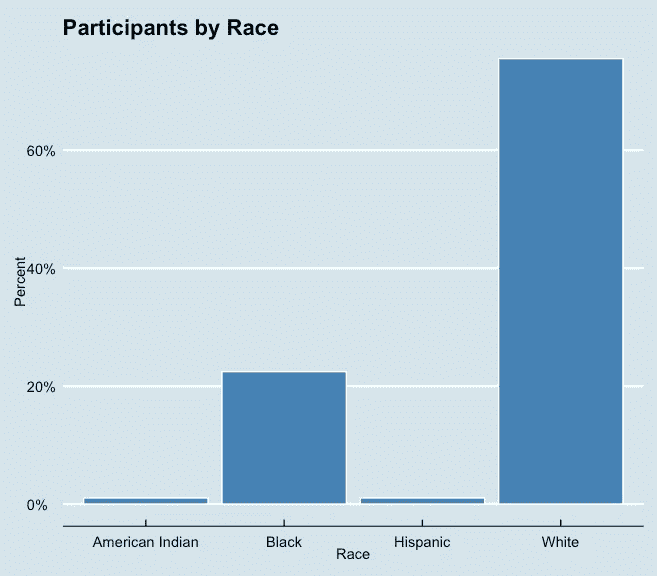 Participants by Race
60%
40%
20%
0%
Percent
American Indian
Black
Hispanic
White
Race